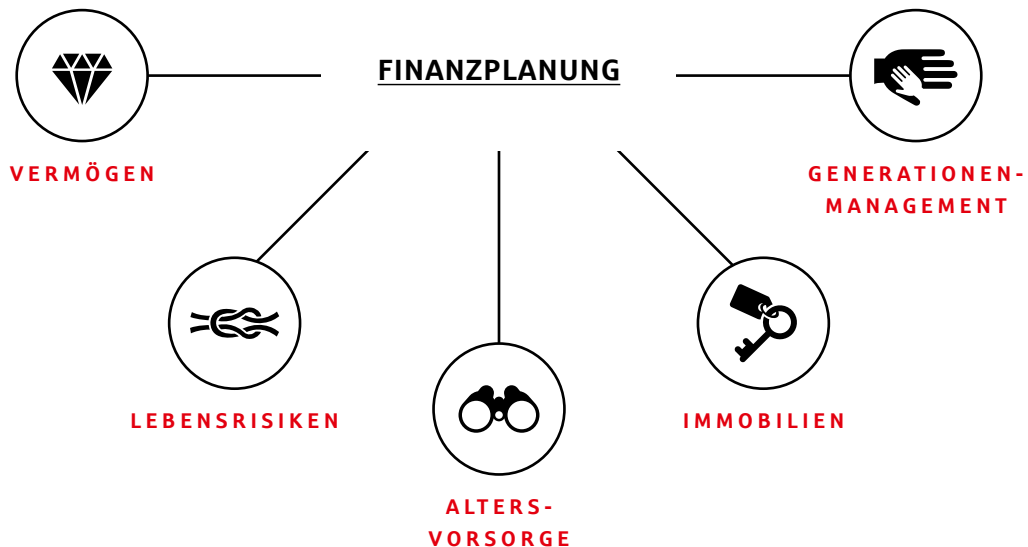 FINANZPLANUNG
VERMÖGEN
GENERATIONEN-
MANAGEMENT
LEBENSRISIKEN
IMMOBILIEN
ALTERS-
VORSORGE